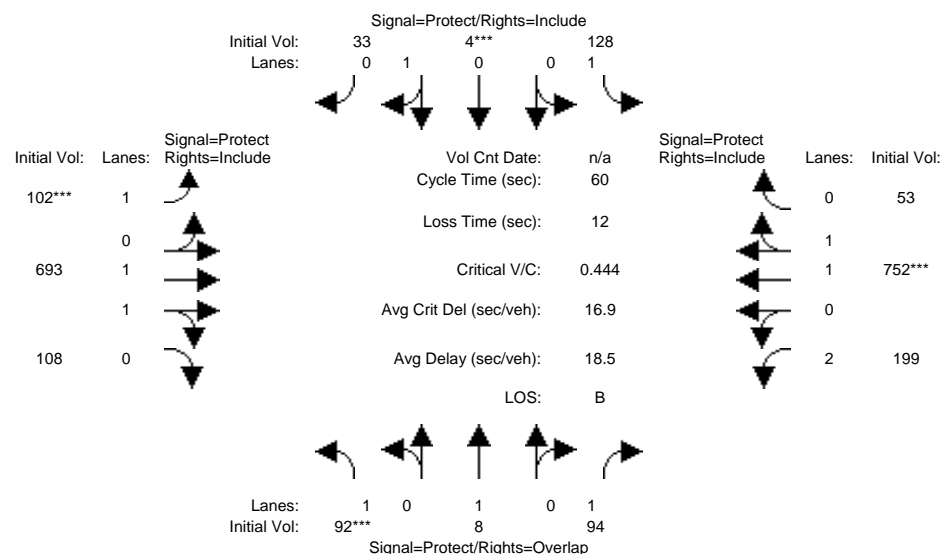 Signal=Protect/Rights=Include
Initial Vol: 33 4*** 128
Lanes: 0 1 0 0 1
Signal=Protect
Initial Vol: Lanes: Rights=Include
Vol Cnt Date: n/a
Signal=Protect
Rights=Include Lanes: Initial Vol:
Cycle Time (sec): 60
102*** 1
0 53
Loss Time (sec): 12
0
1
693 1
Critical V/C: 0.444
1 752***
1
Avg Crit Del (sec/veh): 16.9
0
108 0
Avg Delay (sec/veh): 18.5
2 199
LOS: B
Lanes: 1 0 1 0 1
Initial Vol: 92*** 8 94
Signal=Protect/Rights=Overlap